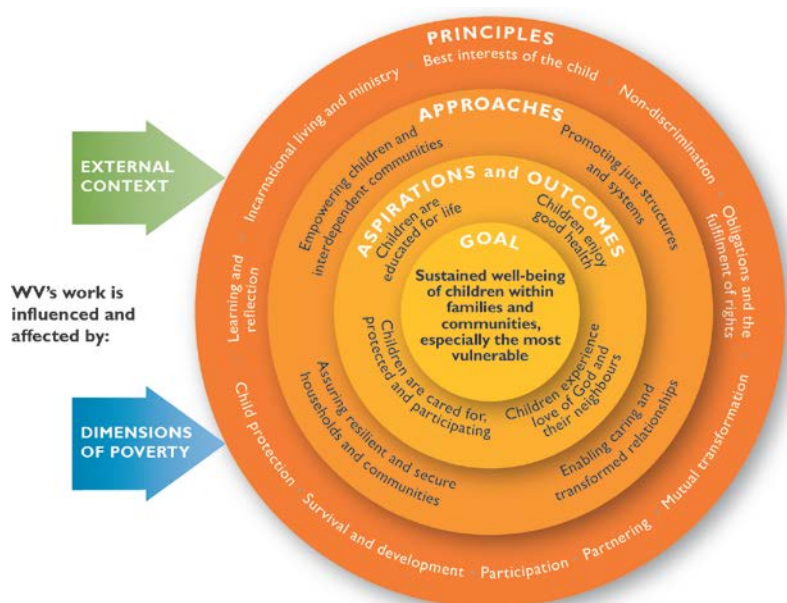 PRINCIPLES
Best interests of the child
Non-discrimination
Obligations and the
fulfilment of rights
Mutual transformation
Partnering
Participation
Survival and development
Child protection
Learning and
reflection
Incarnational living and ministry
APPROACHES
Empowering children and
interdependent communities
Promoting just structures
and systems
Enabling caring and
transformed relationships
Assuring resilient and secure
households and communities
ASPIRATIONS and OUTCOMES
Children are
educated for life
Children enjoy
good health
Children experience
love of God and
their neighbours
Children are cared for,
protected and participating
GOAL
Sustained well-being
of children within
families and
communities,
especially the most
vulnerable
EXTERNAL
CONTEXT
WV's work is
influenced and
affected by:
DIMENSIONS
OF POVERTY